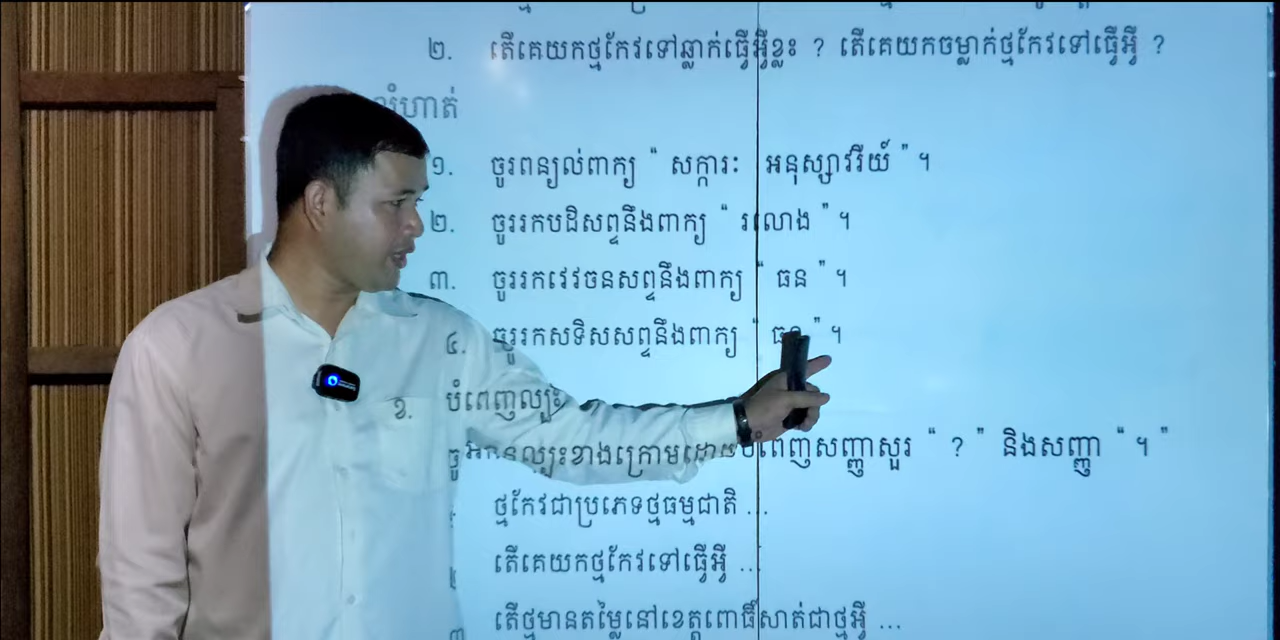 ២. តើគេយកថ្មកែវទៅឆ្លាក់ធ្វើអ្វីខ្លះ ? តើគេយកចម្លាក់ថ្មកែវទៅធ្វើអ្វី ?
លំហាត់
១. ចូរពន្យល់ពាក្យ “ សក្ការៈ អនុស្សាវរីយ៍ ” ។
២. ចូររកបដិសព្ទនឹងពាក្យ “ រលោង ” ។
៣. ចូររកវេវចនសព្ទនឹងពាក្យ “ ធន ” ។
៤. ចូររកសទិសសព្ទនឹងពាក្យ “ ធន ” ។
ខ. បំពេញល្បះ
ល្បះខាងក្រោមដោយបំពេញសញ្ញាសួរ “ ? ” និងសញ្ញា “ ។ ”
ថ្មកែវជាប្រភេទថ្មធម្មជាតិ ...
តើគេយកថ្មកែវទៅធ្វើអ្វី ...
៣ តើថ្មមានតម្លៃនៅខេត្តពោធិ៍សាត់ជាថ្មអ្វី ...